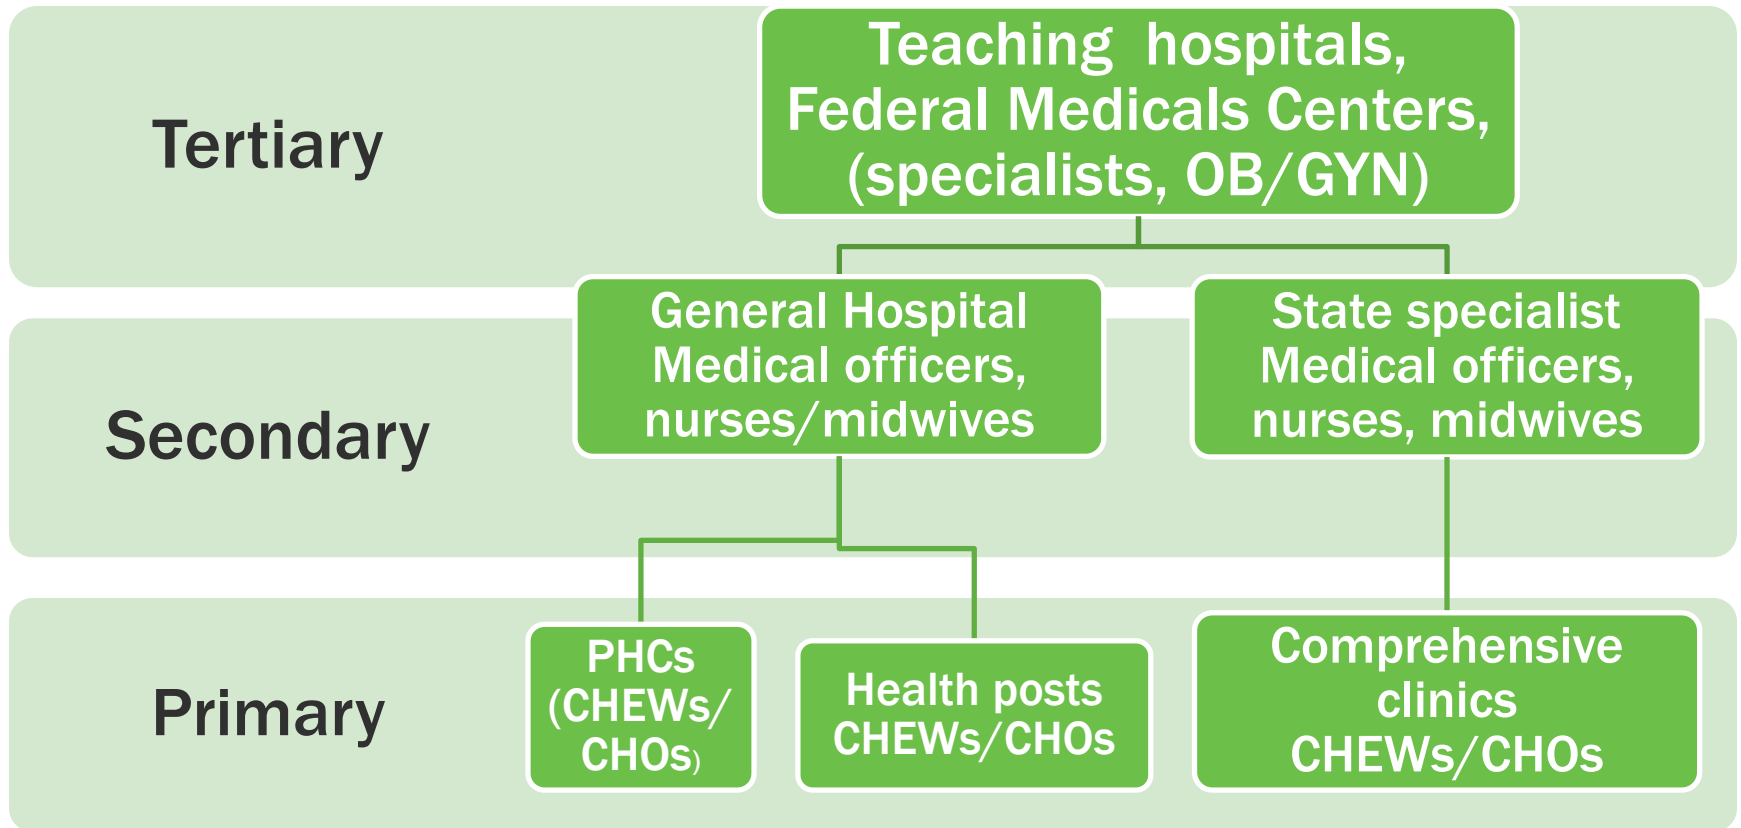 Tertiary
Teaching hospitals,
Federal Medicals Centers,
(specialists, OB/GYN)
Secondary
General Hospital
Medical officers,
nurses/midwives
State specialist
Medical officers,
nurses, midwives
Primary
PHCs
(CHEWs/
CHOs)
Health posts
CHEWs/CHOs
Comprehensive
clinics
CHEWs/CHOs